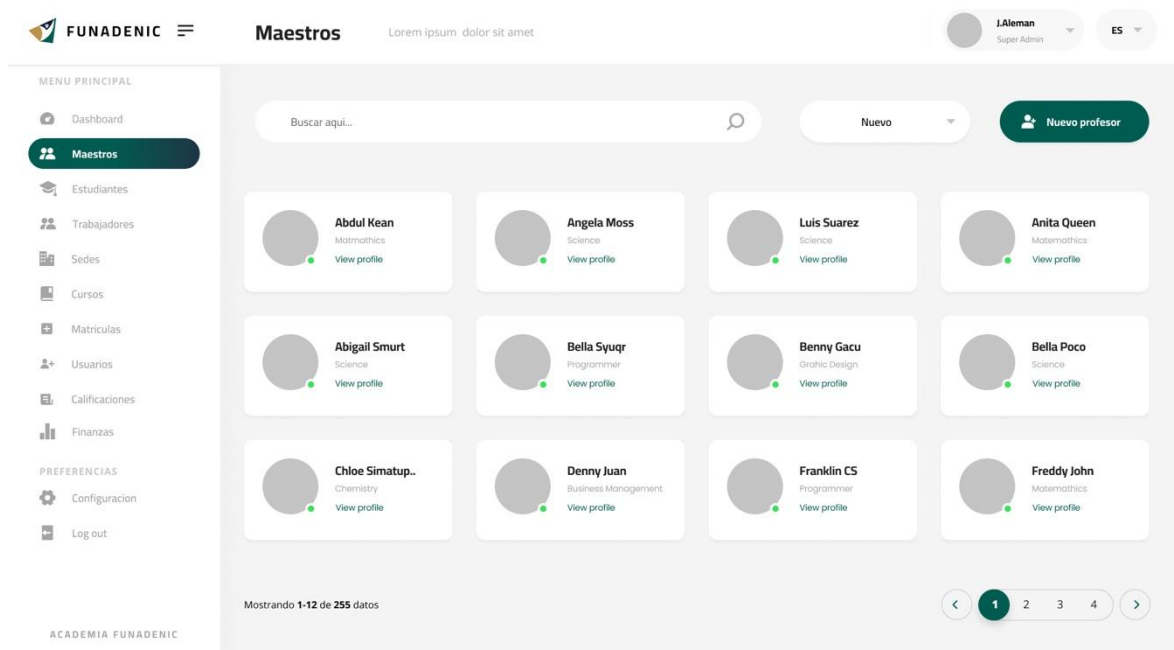 FUNADENIC
Maestros
Lorem ipsum dolor sit amet
J.Aleman
Super Admin
ES
MENU PRINCIPAL
Dashboard
Maestros
Estudiantes
Trabajadores
Sedes
Cursos
Matriculas
Usuarios
Calificaciones
Finanzas
PREFERENCIAS
Configuracion
Log out
ACADEMIA FUNADENIC
Buscar aqui...
Nuevo
Nuevo profesor
Abdul Kean
Matmathics
View profile
Angela Moss
Science
View profile
Luis Suarez
Science
View profile
Anita Queen
Matemathics
View profile
Abigail Smurt
Science
View profile
Bella Syuqr
Programmer
View profile
Benny Gacu
Grahic Design
View profile
Bella Poco
Science
View profile
Chloe Simatup..
Chemistry
View profile
Denny Juan
Business Management
View profile
Franklin CS
Programmer
View profile
Freddy John
Matemathics
View profile
Mostrando 1-12 de 255 datos
1 2 3 4